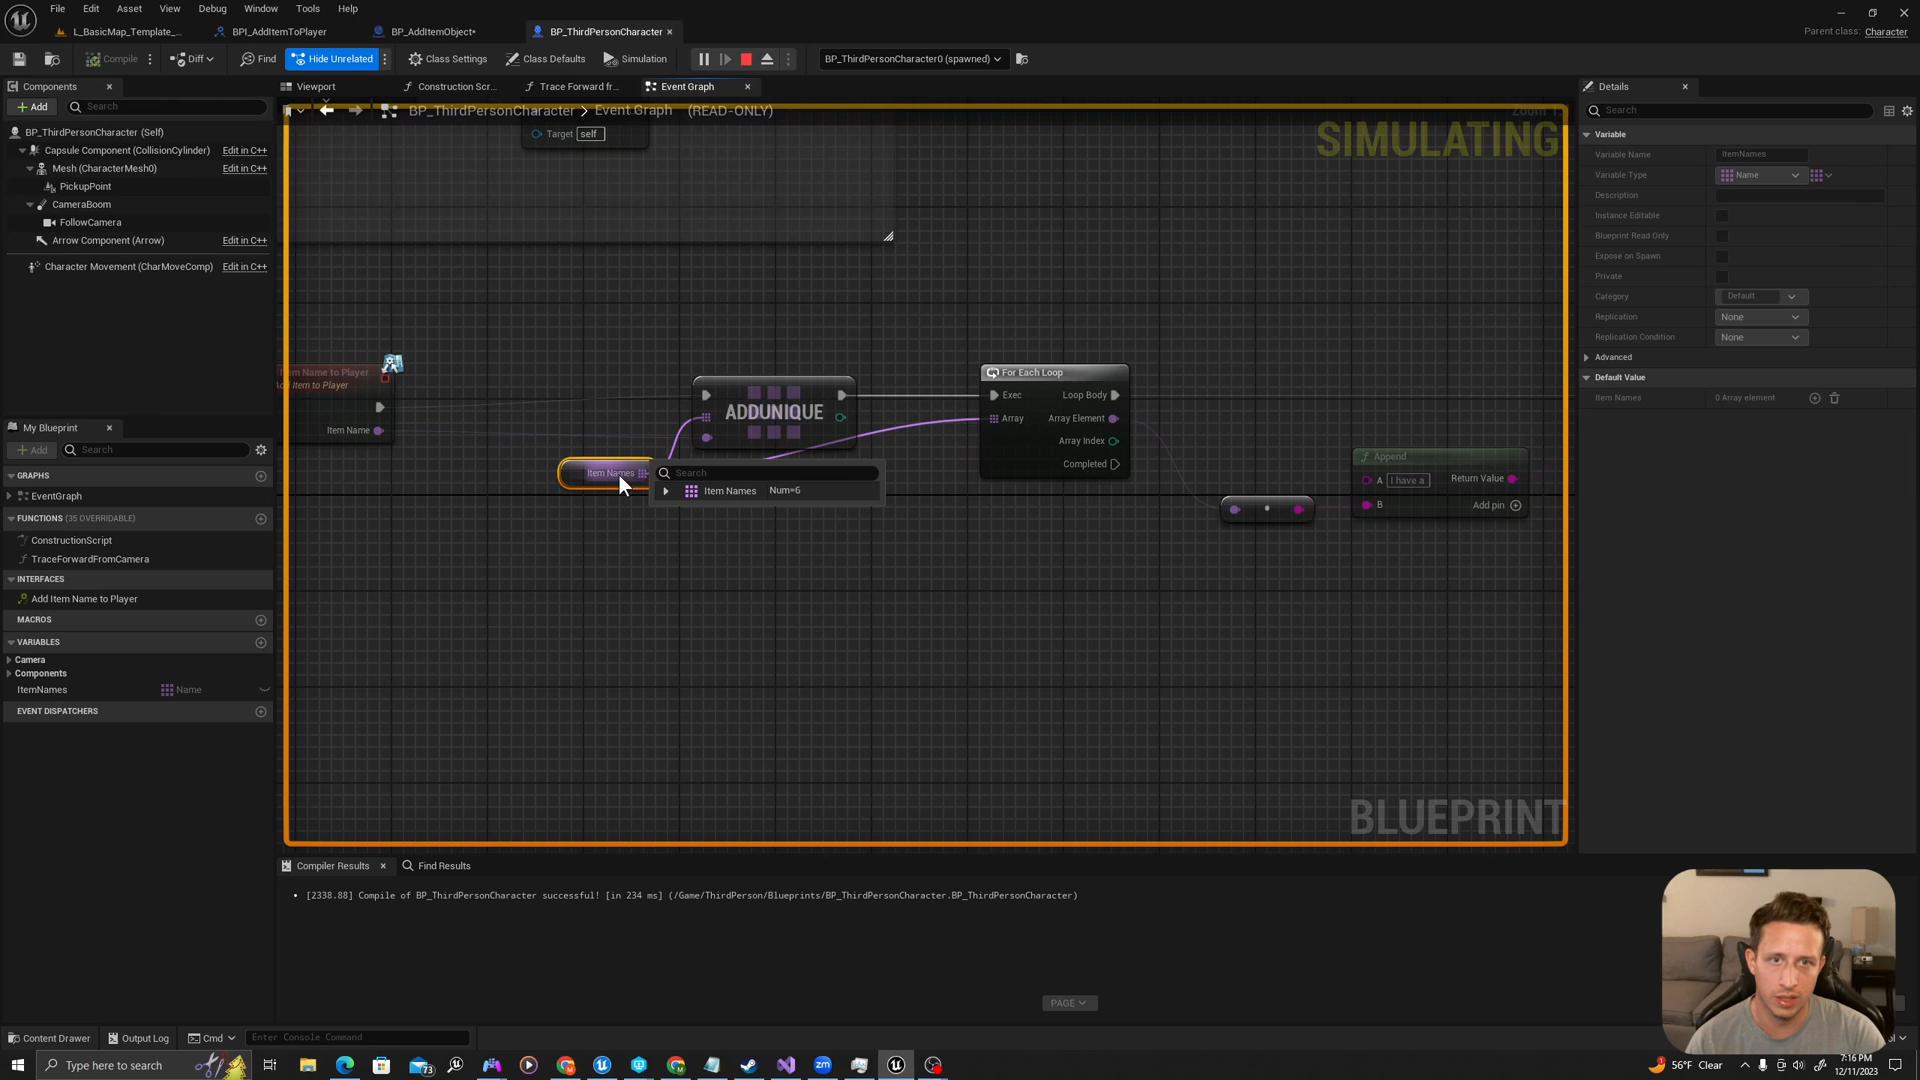 File Edit Asset View Debug Window Tools Help
L_BasicMap_Template_... BPI_AddItemToPlayer BP_AddItemObject* BP_ThirdPersonCharacter
Parent class: Character
Compile Diff Find Hide Unrelated Class Settings Class Defaults Simulation BP_ThirdPersonCharacter0 (spawned)
Components
Add Search
BP_ThirdPersonCharacter (Self)
Capsule Component (CollisionCylinder) Edit in C++
Mesh (CharacterMesh0) Edit in C++
PickupPoint
CameraBoom
FollowCamera
Arrow Component (Arrow) Edit in C++
Character Movement (CharMoveComp) Edit in C++
My Blueprint
Add Search
GRAPHS
EventGraph
FUNCTIONS (35 OVERRIDABLE)
ConstructionScript
TraceForwardFromCamera
INTERFACES
Add Item Name to Player
MACROS
VARIABLES
Camera
Components
ItemNames Name
EVENT DISPATCHERS
Viewport Construction Scr... Trace Forward fr... Event Graph
BP_ThirdPersonCharacter > Event Graph (READ-ONLY)
SIMULATING
Target self
Item Name to Player
Add Item to Player
Item Name
ADDUNIQUE
Item Names
Search
Item Names Num=6
For Each Loop
Exec Loop Body
Array Array Element
Array Index
Completed
Append
A I have a Return Value
B Add pin
BLUEPRINT
Details
Search
Variable
Variable Name ItemNames
Variable Type Name
Description
Instance Editable
Blueprint Read Only
Expose on Spawn
Private
Category Default
Replication None
Replication Condition None
Advanced
Default Value
Item Names 0 Array element
Compiler Results Find Results
[2338.88] Compile of BP_ThirdPersonCharacter successful! [in 234 ms] (/Game/ThirdPerson/Blueprints/BP_ThirdPersonCharacter.BP_ThirdPersonCharacter)
PAGE
Content Drawer Output Log Cmd Enter Console Command
Type here to search
73
zm
1 56°F Clear
7:16 PM
12/11/2023